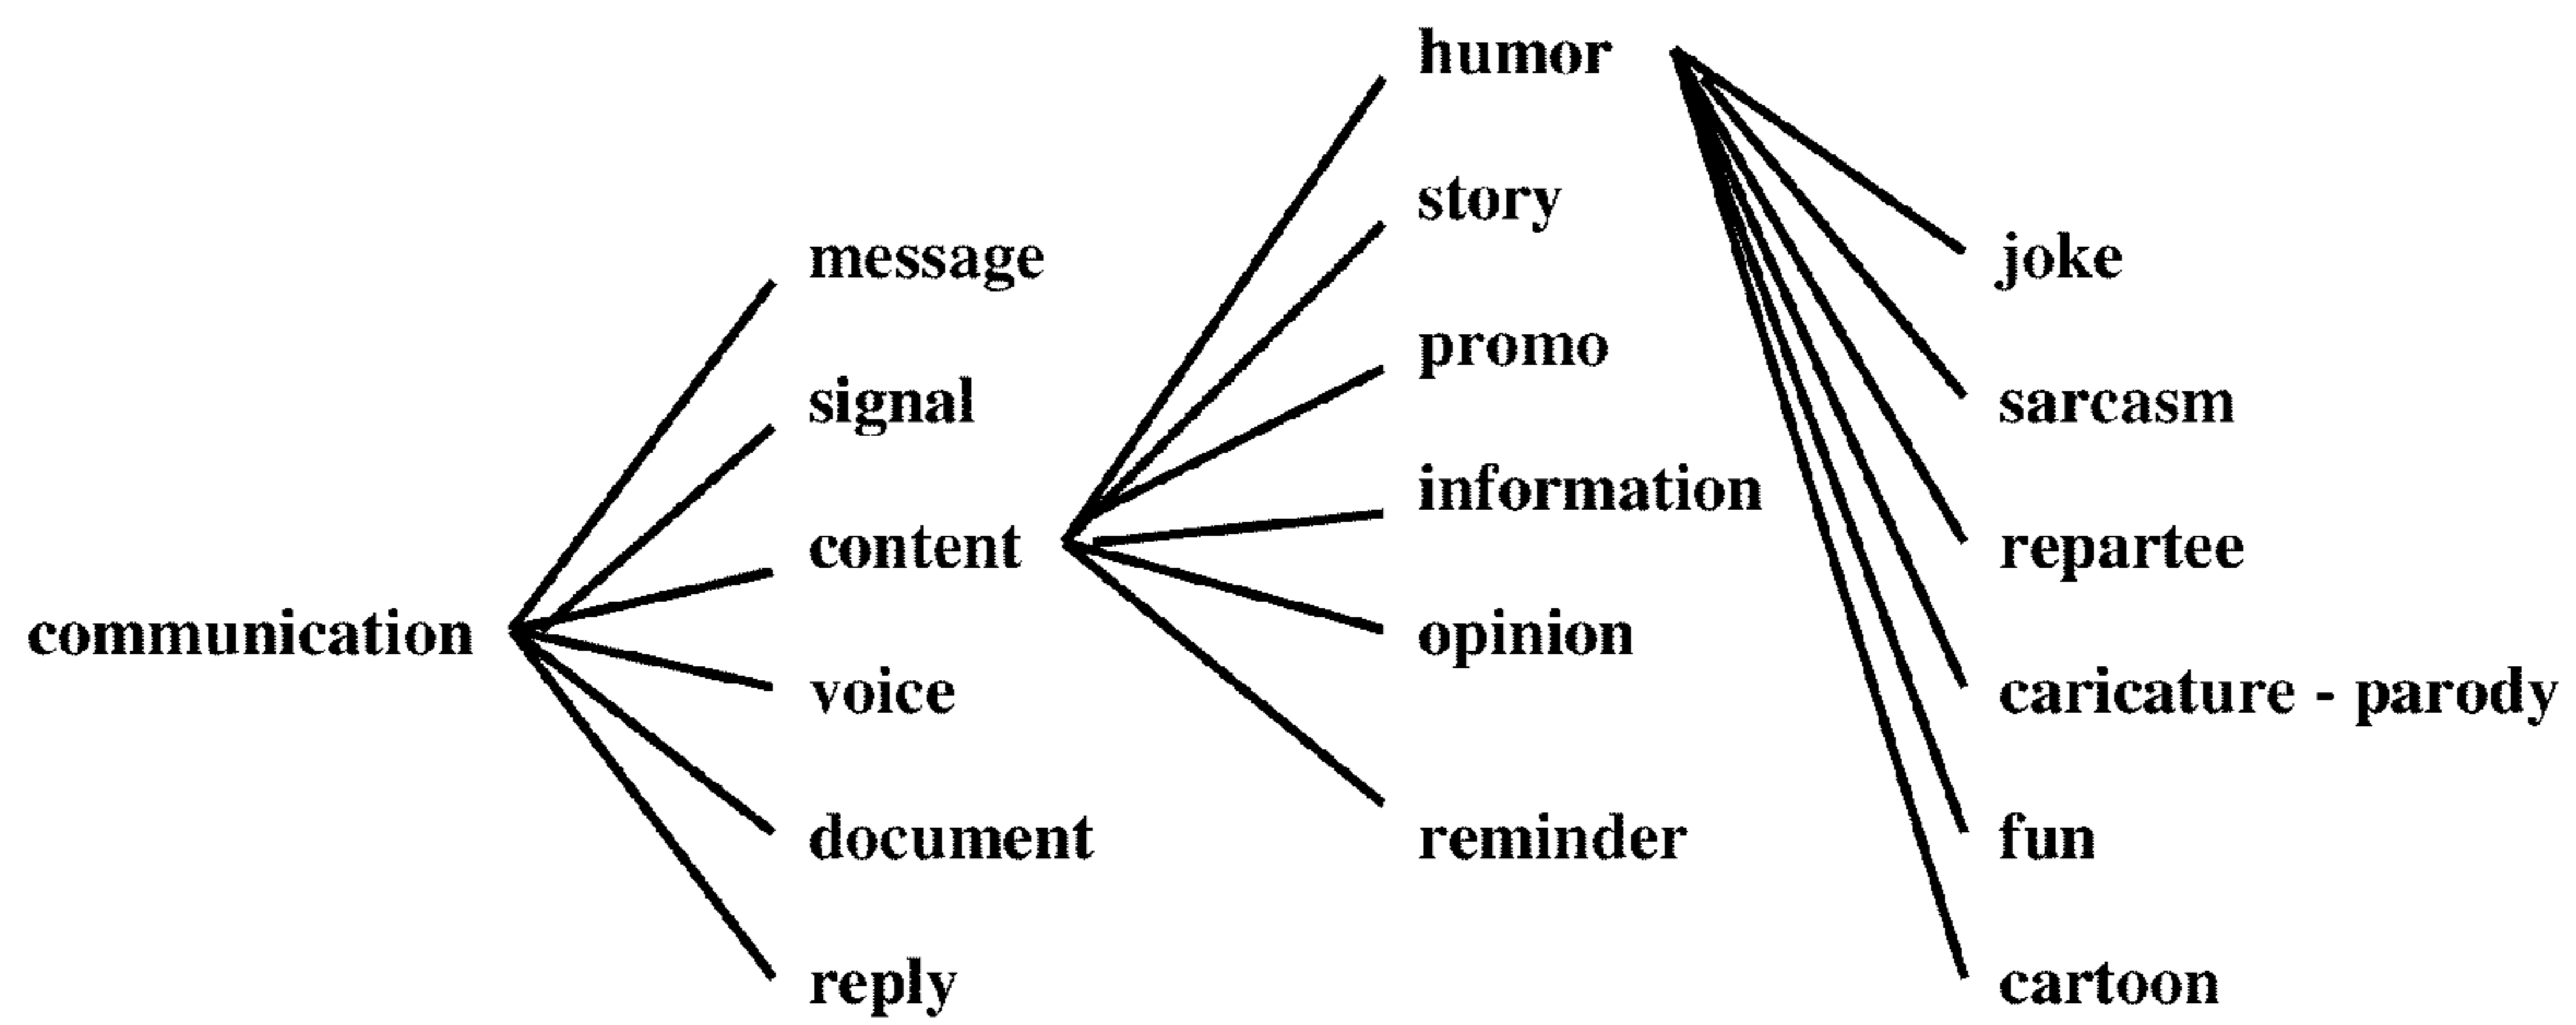 communication
message
signal
content
voice
document
reply
humor
story
promo
information
opinion
reminder
joke
sarcasm
repartee
caricature - parody
fun
cartoon